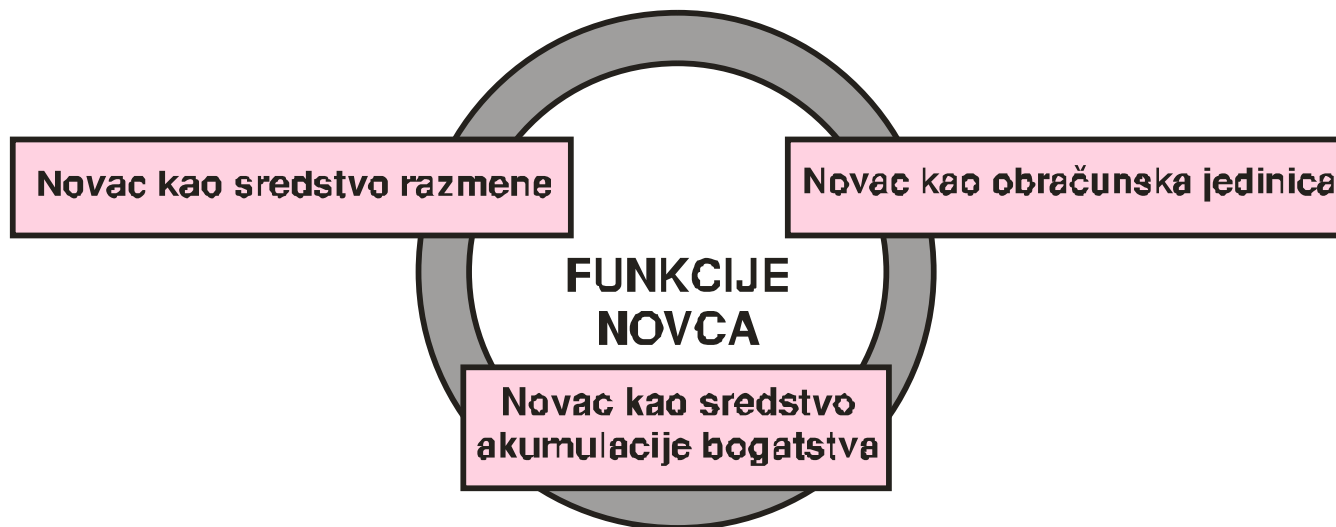 Novac kao sredstvo razmene
Novac kao obračunska jedinica
FUNKCIJE
NOVCA
Novac kao sredstvo
akumulacije bogatstva